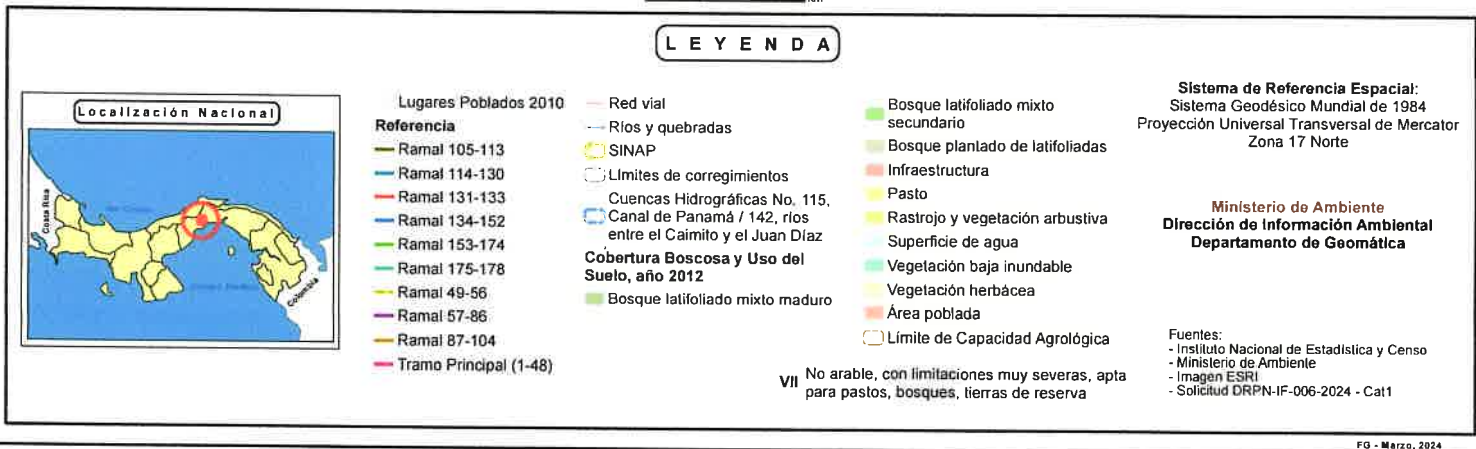 L E Y E N D A
Localización Nacional
Costa Rica
Colombia
Lugares Poblados 2010
Referencia
Ramal 105-113
Ramal 114-130
Ramal 131-133
Ramal 134-152
Ramal 153-174
Ramal 175-178
Ramal 49-56
Ramal 57-86
Ramal 87-104
Tramo Principal (1-48)
Red vial
Ríos y quebradas
SINAP
Límites de corregimientos
Cuencas Hidrográficas No. 115,
Canal de Panamá / 142, ríos
entre el Caimito y el Juan Díaz
Cobertura Boscosa y Uso del
Suelo, año 2012
Bosque latifoliado mixto maduro
Bosque latifoliado mixto
secundario
Bosque plantado de latifoliadas
Infraestructura
Pasto
Rastrojo y vegetación arbustiva
Superficie de agua
Vegetación baja inundable
Vegetación herbácea
Área poblada
Límite de Capacidad Agrológica
VII No arable, con limitaciones muy severas, apta
para pastos, bosques, tierras de reserva
Sistema de Referencia Espacial:
Sistema Geodésico Mundial de 1984
Proyección Universal Transversal de Mercator
Zona 17 Norte
Ministerio de Ambiente
Dirección de Información Ambiental
Departamento de Geomática
Fuentes:
- Instituto Nacional de Estadística y Censo
- Ministerio de Ambiente
- Imagen ESRI
- Solicitud DRPN-IF-006-2024 - Cat1
FG - Marzo, 2024